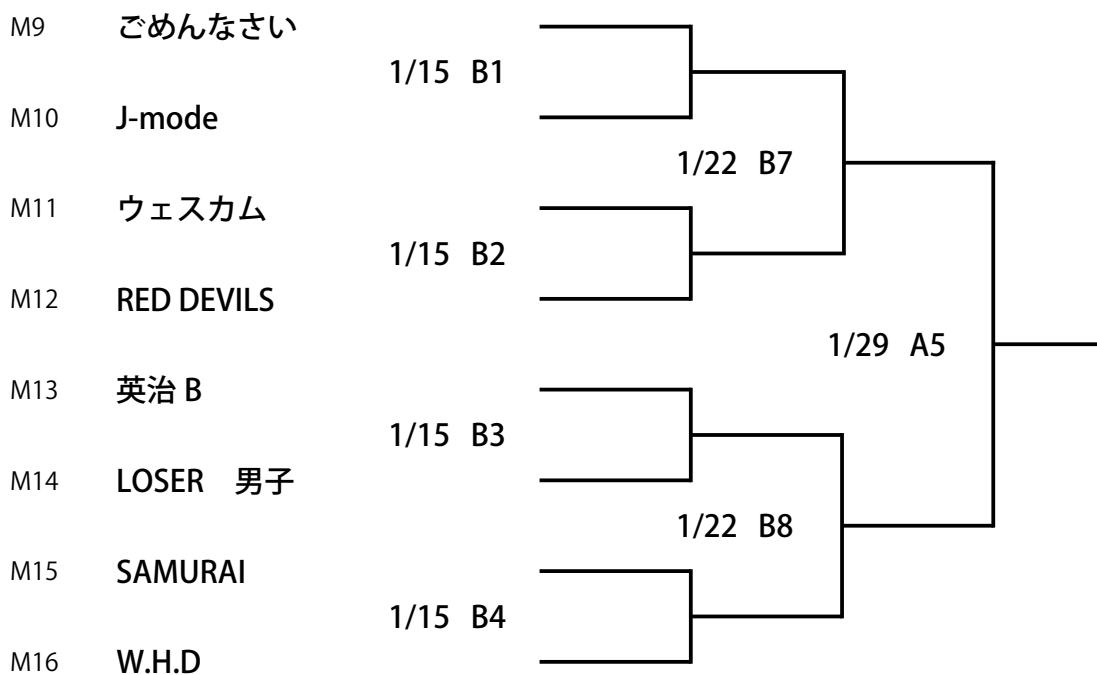 M9 ごめんなさい
1/15 B1
M10 J-mode
1/22 B7
M11 ウェスカム
1/15 B2
M12 RED DEVILS
1/29 A5
M13 英治 B
1/15 B3
M14 LOSER　男子
1/22 B8
M15 SAMURAI
1/15 B4
M16 W.H.D